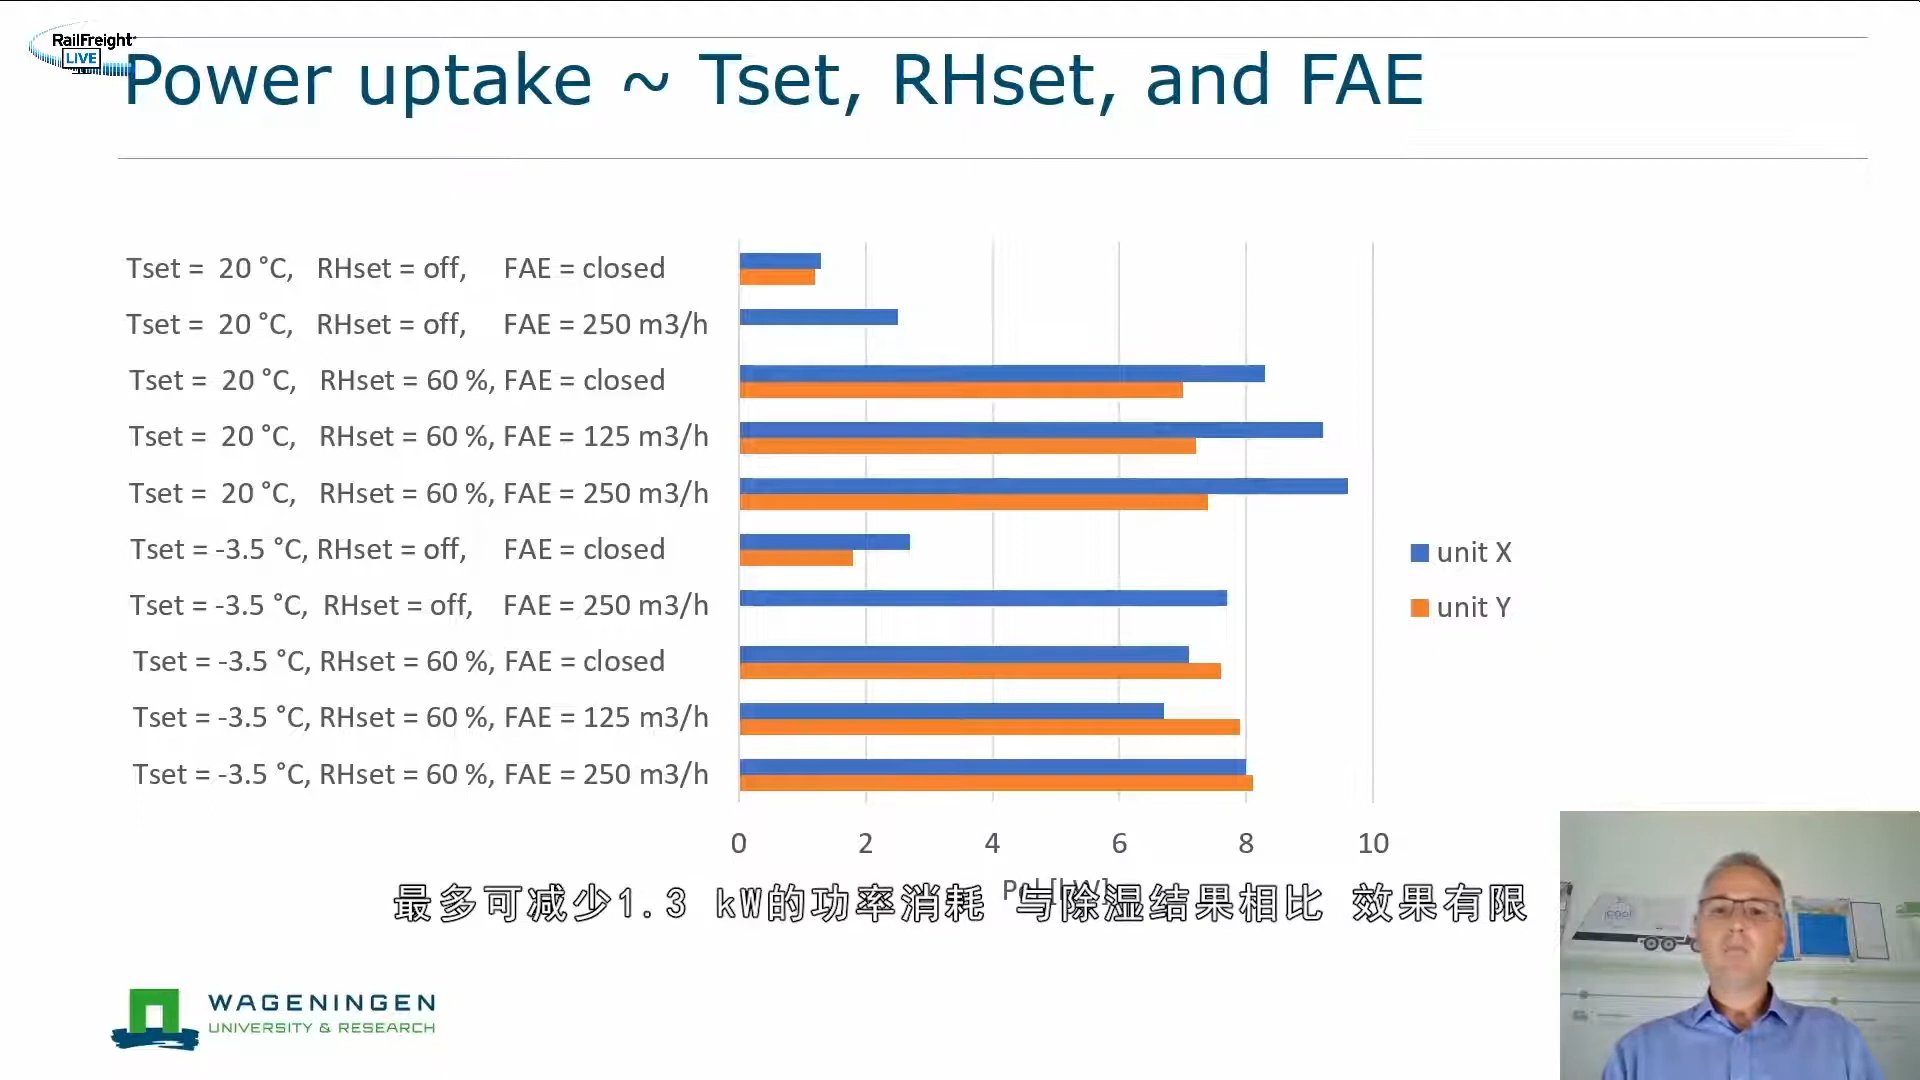 RailFreight
LIVE
Power uptake ~ Tset, RHset, and FAE
Tset = 20 °C, RHset = off, FAE = closed
Tset = 20 °C, RHset = off, FAE = 250 m3/h
Tset = 20 °C, RHset = 60 %, FAE = closed
Tset = 20 °C, RHset = 60 %, FAE = 125 m3/h
Tset = 20 °C, RHset = 60 %, FAE = 250 m3/h
Tset = -3.5 °C, RHset = off, FAE = closed
Tset = -3.5 °C, RHset = off, FAE = 250 m3/h
Tset = -3.5 °C, RHset = 60 %, FAE = closed
Tset = -3.5 °C, RHset = 60 %, FAE = 125 m3/h
Tset = -3.5 °C, RHset = 60 %, FAE = 250 m3/h
unit X
unit Y
0 2 4 6 8 10
最多可减少1.3 kW的功率消耗 与除湿结果相比 效果有限
WAGENINGEN
UNIVERSITY & RESEARCH